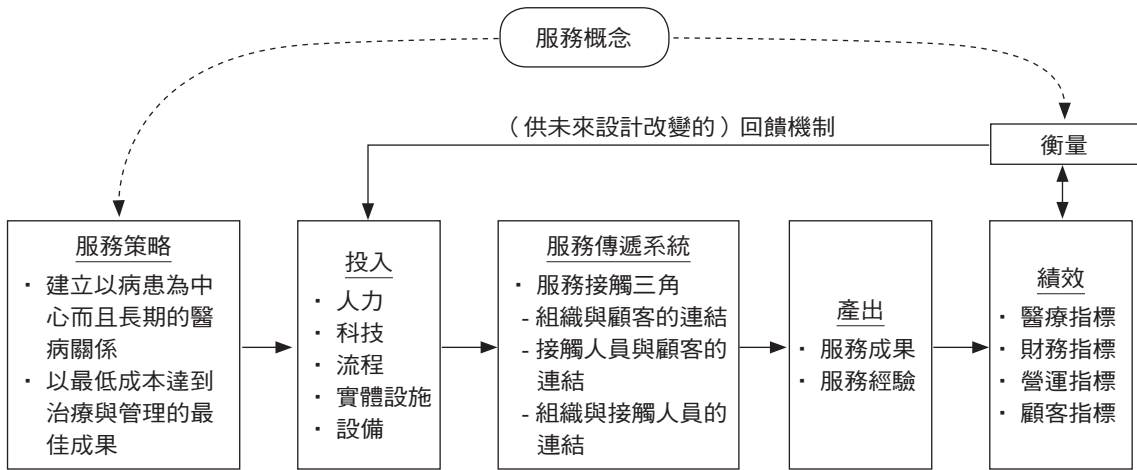 服務概念
（供未來設計改變的）回饋機制
衡量
服務策略
▪ 建立以病患為中
心而且長期的醫
病關係
▪ 以最低成本達到
治療與管理的最
佳成果
投入
▪ 人力
▪ 科技
▪ 流程
▪ 實體設施
▪ 設備
服務傳遞系統
▪ 服務接觸三角
- 組織與顧客的連結
- 接觸人員與顧客的
連結
- 組織與接觸人員的
連結
產出
▪ 服務成果
▪ 服務經驗
績效
▪ 醫療指標
▪ 財務指標
▪ 營運指標
▪ 顧客指標